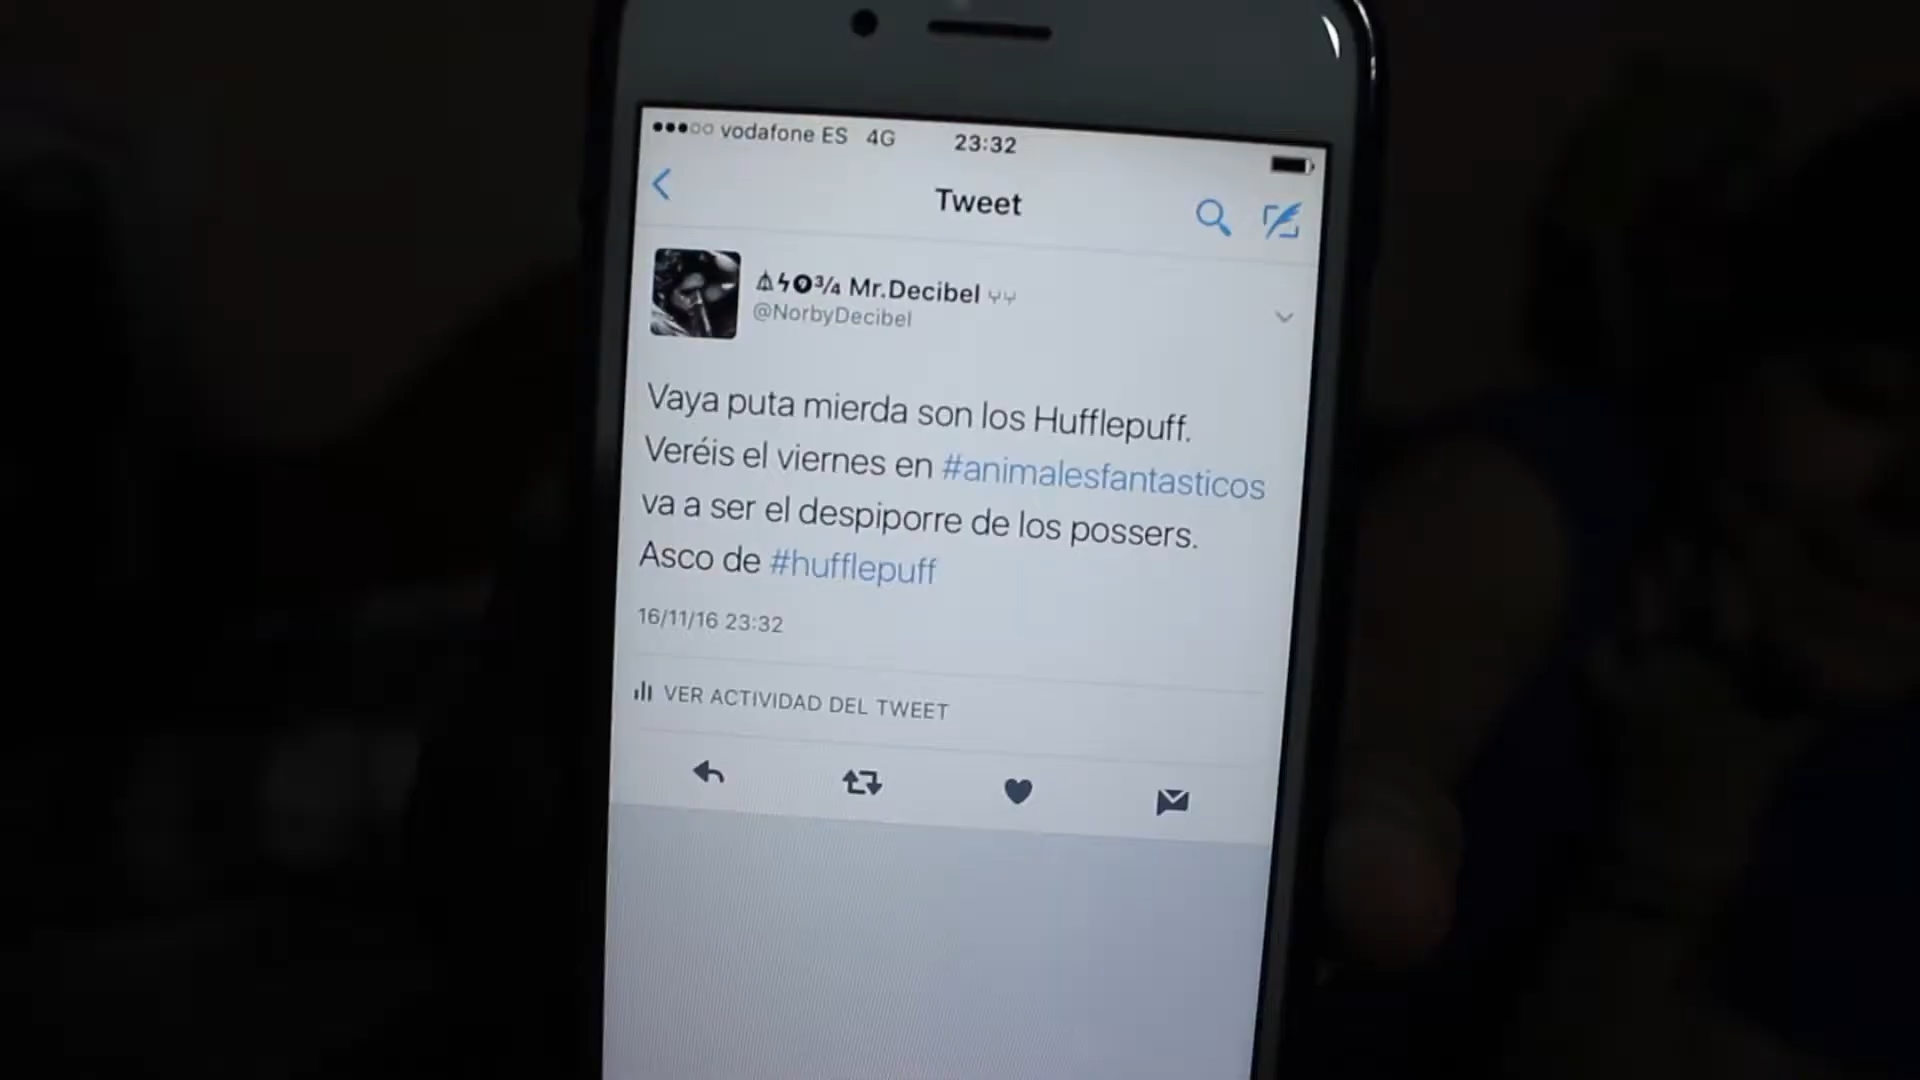 vodafone ES 4G 23:32
Tweet
9¾ Mr.Decibel
@NorbyDecibel
Vaya puta mierda son los Hufflepuff.
Veréis el viernes en #animalesfantasticos
va a ser el despiporre de los possers.
Asco de #hufflepuff
16/11/16 23:32
VER ACTIVIDAD DEL TWEET